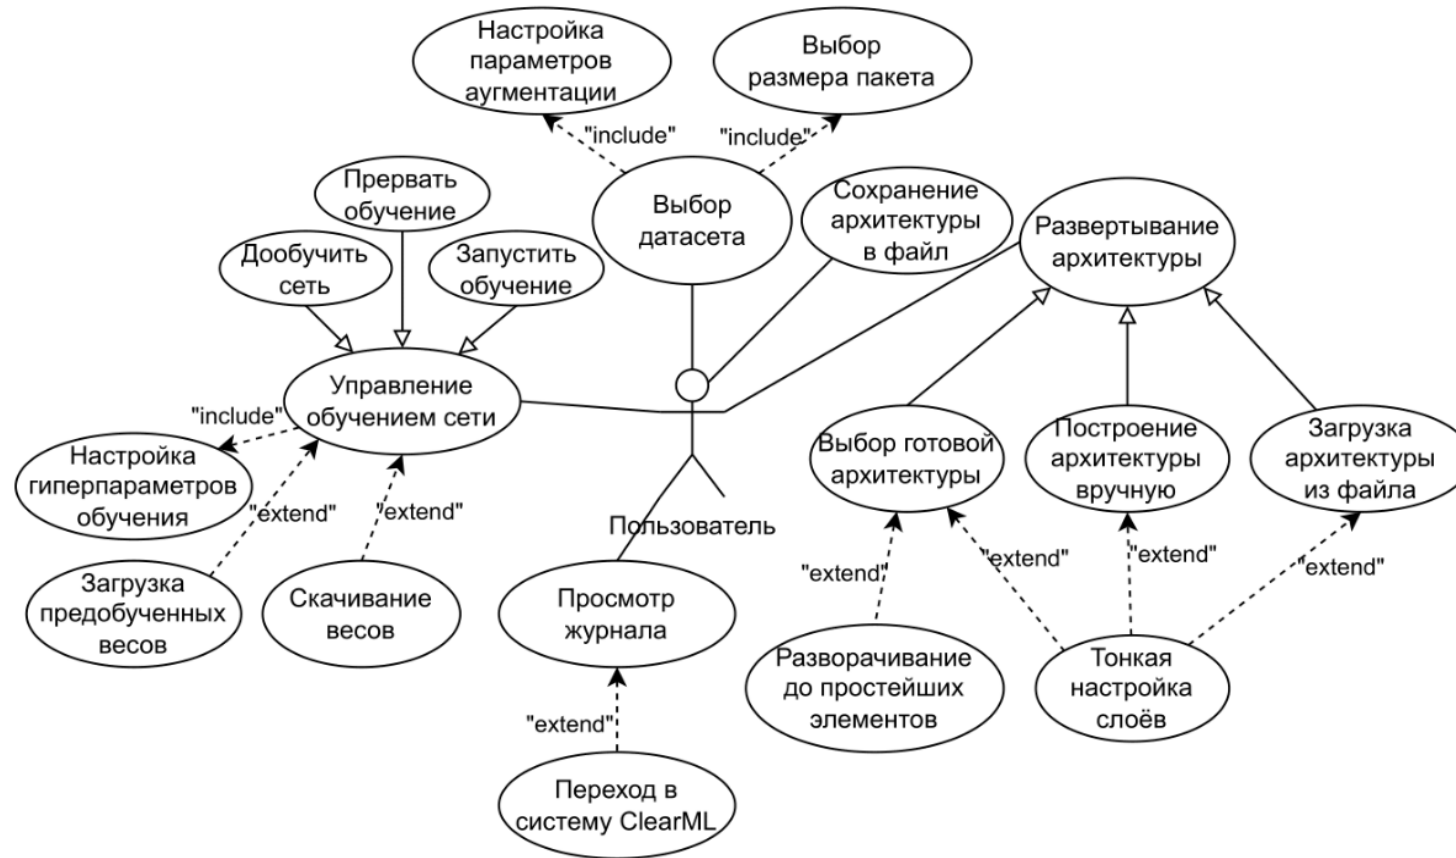 Настройка
параметров
аугментации
Выбор
размера пакета
"include"
"include"
Прервать
обучение
Выбор
датасета
Сохранение
архитектуры
в файл
Развертывание
архитектуры
Дообучить
сеть
Запустить
обучение
Управление
обучением сети
"include"
Настройка
гиперпараметров
обучения
"extend"
"extend"
Выбор готовой
архитектуры
Построение
архитектуры
вручную
Загрузка
архитектуры
из файла
Пользователь
"extend"
"extend"
"extend"
"extend"
Загрузка
предобученных
весов
Скачивание
весов
Просмотр
журнала
Разворачивание
до простейших
элементов
Тонкая
настройка
слоёв
"extend"
Переход в
систему ClearML